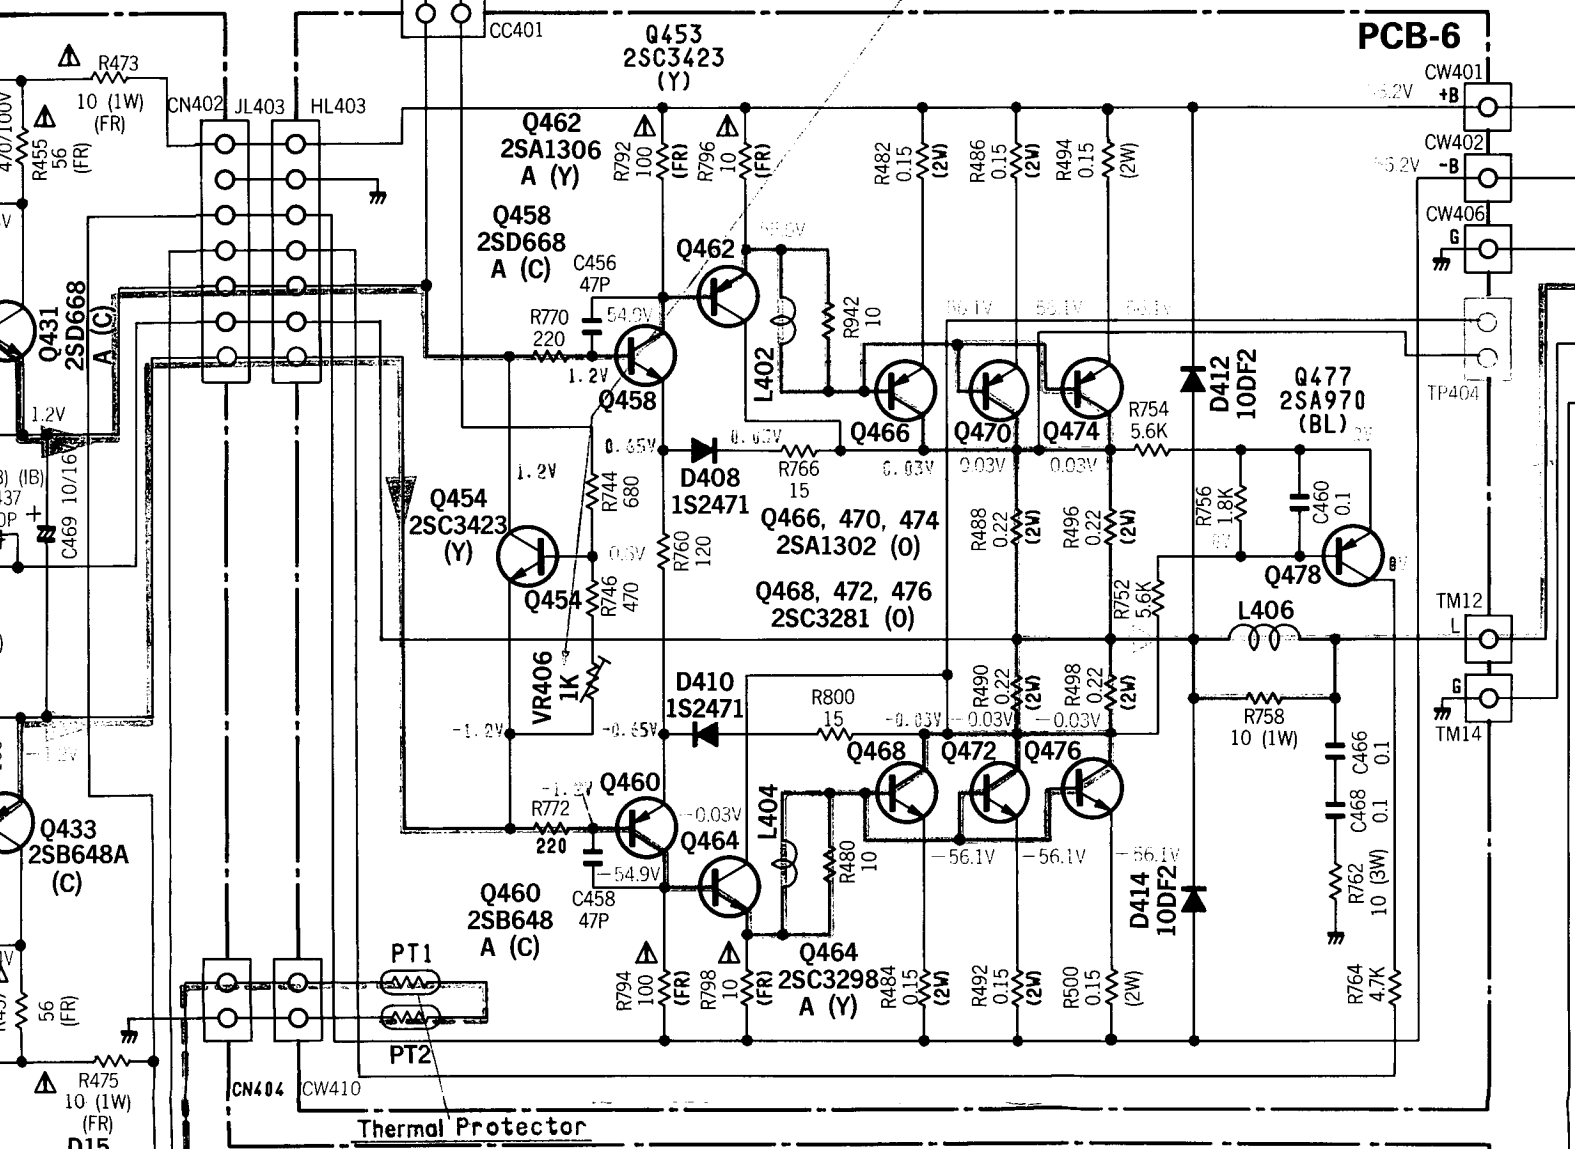 CC401
Q453
2SC3423
(Y)
PCB-6
CW401
+B
R473
10 (1W)
(FR)
CN402
JL403
HL403
470/100V
R455
56
(FR)
Q462
2SA1306
A (Y)
R792
100
(FR)
R796
10
(FR)
R482
0.15
(2W)
R486
0.15
(2W)
R494
0.15
(2W)
CW402
-B
CW406
G
Q458
2SD668
A (C)
C456
47P
Q462
R770
220
54.9V
R942
10
L402
56.1V
56.1V
56.1V
Q431
2SD668
A (C)
1.2V
1.2V
Q458
D412
10DF2
Q477
2SA970
(BL)
TP404
R754
5.6K
Q466
Q470
Q474
0.65V
D408
1S2471
R766
15
0.03V
0.03V
0.03V
1.2V
Q454
2SC3423
(Y)
R744
680
R760
120
Q466, 470, 474
2SA1302 (O)
R488
0.22
(2W)
R496
0.22
(2W)
R756
1.8K
C460
0.1
C469 10/16
(IB)
Q454
R746
470
Q468, 472, 476
2SC3281 (O)
R752
5.6K
Q478
L406
TM12
L
VR406
1K
D410
1S2471
R800
15
R490
0.22
(2W)
R498
0.22
(2W)
R758
10 (1W)
G
TM14
-1.2V
-0.65V
-0.03V
-0.03V
-0.03V
Q468
Q472
Q476
C466
0.1
C468
0.1
Q433
2SB648A
(C)
R772
220
Q460
-0.03V
Q464
L404
R480
10
-54.9V
-56.1V
-56.1V
-56.1V
D414
10DF2
R762
10 (3W)
Q460
2SB648
A (C)
C458
47P
PT1
PT2
R794
100
(FR)
R798
10
(FR)
Q464
2SC3298
A (Y)
R484
0.15
(2W)
R492
0.15
(2W)
R500
0.15
(2W)
R764
4.7K
56
(FR)
R475
10 (1W)
(FR)
D15
CN404
CW410
Thermal Protector